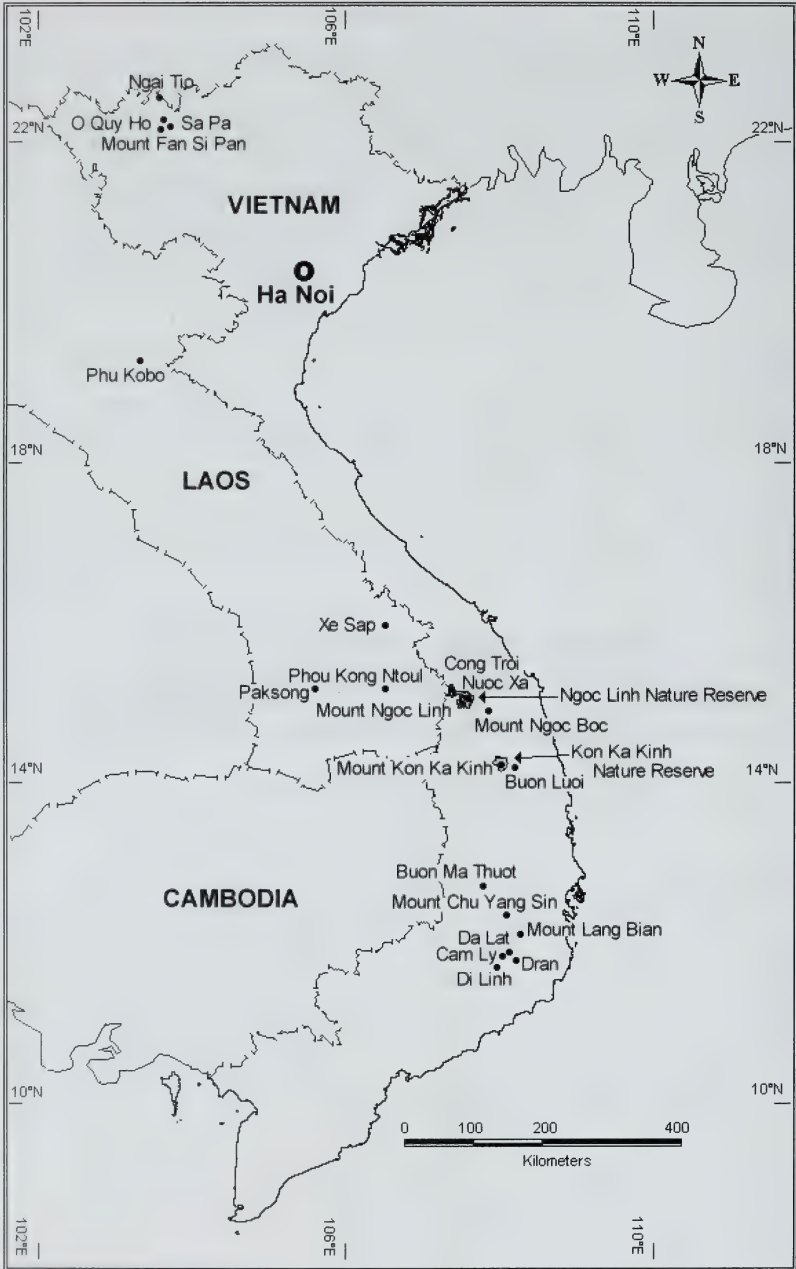 102°E
106°E
110°E
N
W E
S
Ngai Tio
O Quy Ho Sa Pa
22°N
22°N
Mount Fan Si Pan
VIETNAM
Ha Noi
Phu Kobo
18°N
18°N
LAOS
Xe Sap
Cong Tròi
Phou Kong Ntoul
Nuoc Xa
Paksong
Ngoc Linh Nature Reserve
Mount Ngoc Linh
Mount Ngoc Boc
Kon Ka Kinh
Nature Reserve
Mount Kon Ka Kinh
Buon Luoi
14°N
14°N
Buon Ma Thuot
CAMBODIA
Mount Chu Yang Sin
Mount Lang Bian
Da Lat
Cam Ly
Dran
Di Linh
10°N
10°N
0 100 200 400
Kilometers
102°E
106°E
110°E